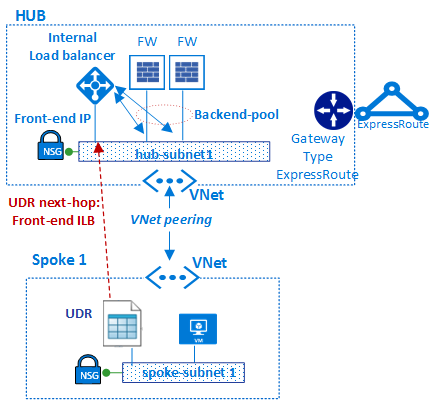 HUB
Internal
Load balancer
FW
FW
Front-end IP
Backend-pool
NSG
hub-subnet1
Gateway
Type
ExpressRoute
ExpressRoute
VNet
UDR next-hop:
Front-end ILB
VNet peering
Spoke 1
VNet
UDR
VM
NSG
spoke-subnet 1